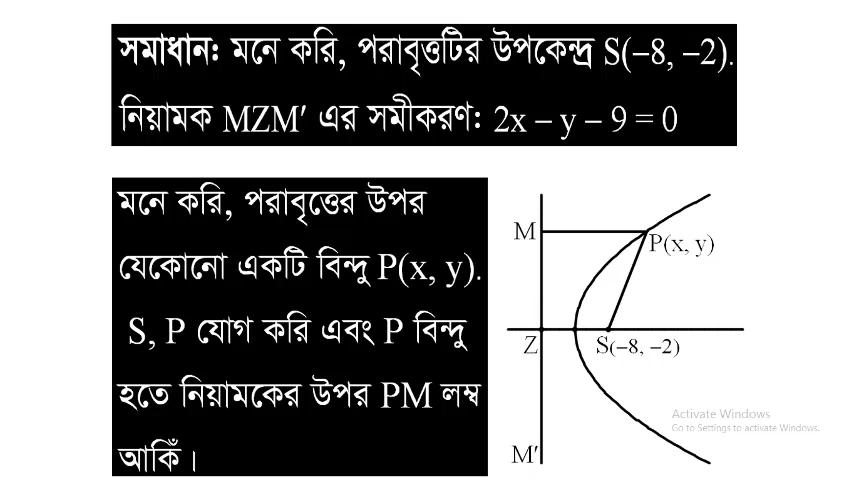 সমাধান: মনে করি, পরাবৃত্তটির উপকেন্দ্র S(–8, –2).
নিয়ামক MZM′ এর সমীকরণ: 2x – y – 9 = 0
মনে করি, পরাবৃত্তের উপর
যেকোনো একটি বিন্দু P(x, y).
S, P যোগ করি এবং P বিন্দু
হতে নিয়ামকের উপর PM লম্ব
আকিঁ।
M
P(x, y)
Z
S(–8, –2)
M′
Activate Windows
Go to Settings to activate Windows.